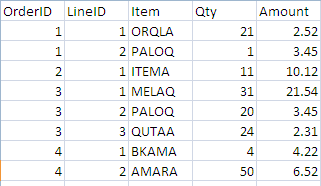 OrderID LineID Item Qty Amount
1 1 ORQLA 21 2.52
1 2 PALOQ 1 3.45
2 1 ITEMA 11 10.12
3 1 MELAQ 31 21.54
3 2 PALOQ 20 3.45
3 3 QUTAA 24 2.31
4 1 BKAMA 4 4.22
4 2 AMARA 50 6.52